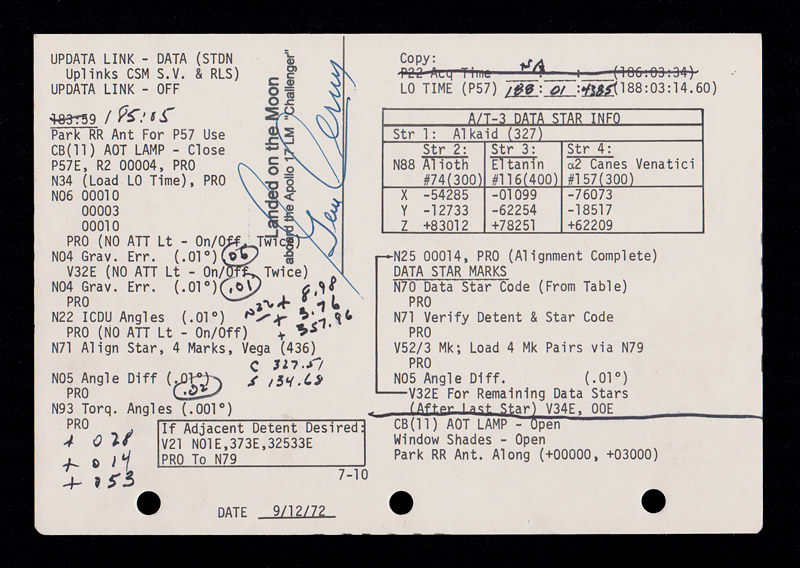 UPDATA LINK - DATA (STDN
Uplinks CSM S.V. & RLS)
UPDATA LINK - OFF
183:59 185:05
Park RR Ant For P57 Use
CB(11) AOT LAMP - Close
P57E, R2 00004, PRO
N34 (Load LO Time), PRO
N06 00010
00003
00010
PRO (NO ATT Lt - On/Off, Twice)
N04 Grav. Err. (.01°) 05
V32E (NO ATT Lt - On/Off, Twice)
N04 Grav. Err. (.01°) .01
PRO
N22 ICDU Angles (.01°)
PRO (NO ATT Lt - On/Off)
N71 Align Star, 4 Marks, Vega (436)
N22 + 8.98
+ 3.76
+ 357.96
C 327.51
S 134.68
N05 Angle Diff (.01°)
PRO .02
N93 Torq. Angles (.001°)
PRO
+ 028
+ 014
+ 053
If Adjacent Detent Desired:
V21 N01E,373E,32533E
PRO To N79
7-10
DATE 9/12/72
Landed on the Moon
aboard the Apollo 17 LM "Challenger"
Gene Cernan
Copy:
NA
P22 Acq Time : : (186:03:34)
LO TIME (P57) 188:01:4385(188:03:14.60)
A/T-3 DATA STAR INFO
Str 1: Alkaid (327)
Str 2: Str 3: Str 4:
N88 Alioth Eltanin α2 Canes Venatici
#74(300) #116(400) #157(300)
X -54285 -01099 -76073
Y -12733 -62254 -18517
Z +83012 +78251 +62209
N25 00014, PRO (Alignment Complete)
DATA STAR MARKS
N70 Data Star Code (From Table)
PRO
N71 Verify Detent & Star Code
PRO
V52/3 Mk; Load 4 Mk Pairs via N79
PRO
N05 Angle Diff. (.01°)
V32E For Remaining Data Stars
(After Last Star) V34E, 00E
CB(11) AOT LAMP - Open
Window Shades - Open
Park RR Ant. Along (+00000, +03000)